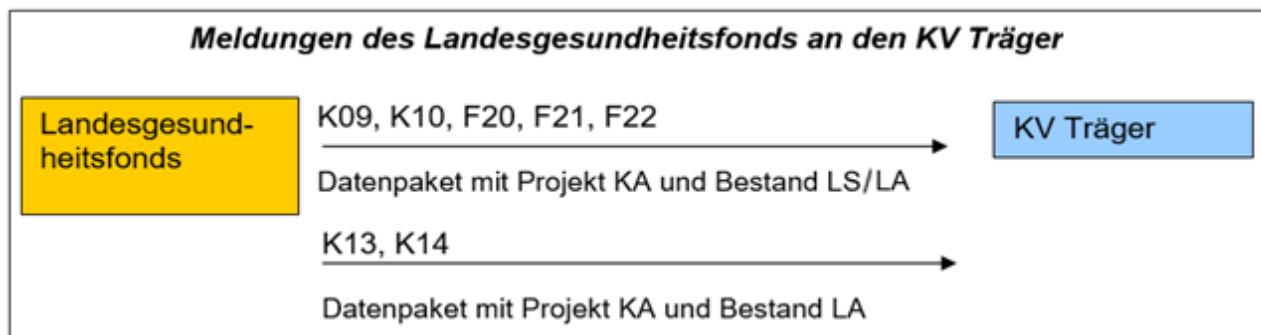 Meldungen des Landesgesundheitsfonds an den KV Träger
Landesgesund-
heitsfonds
K09, K10, F20, F21, F22
Datenpaket mit Projekt KA und Bestand LS/LA
KV Träger
K13, K14
Datenpaket mit Projekt KA und Bestand LA